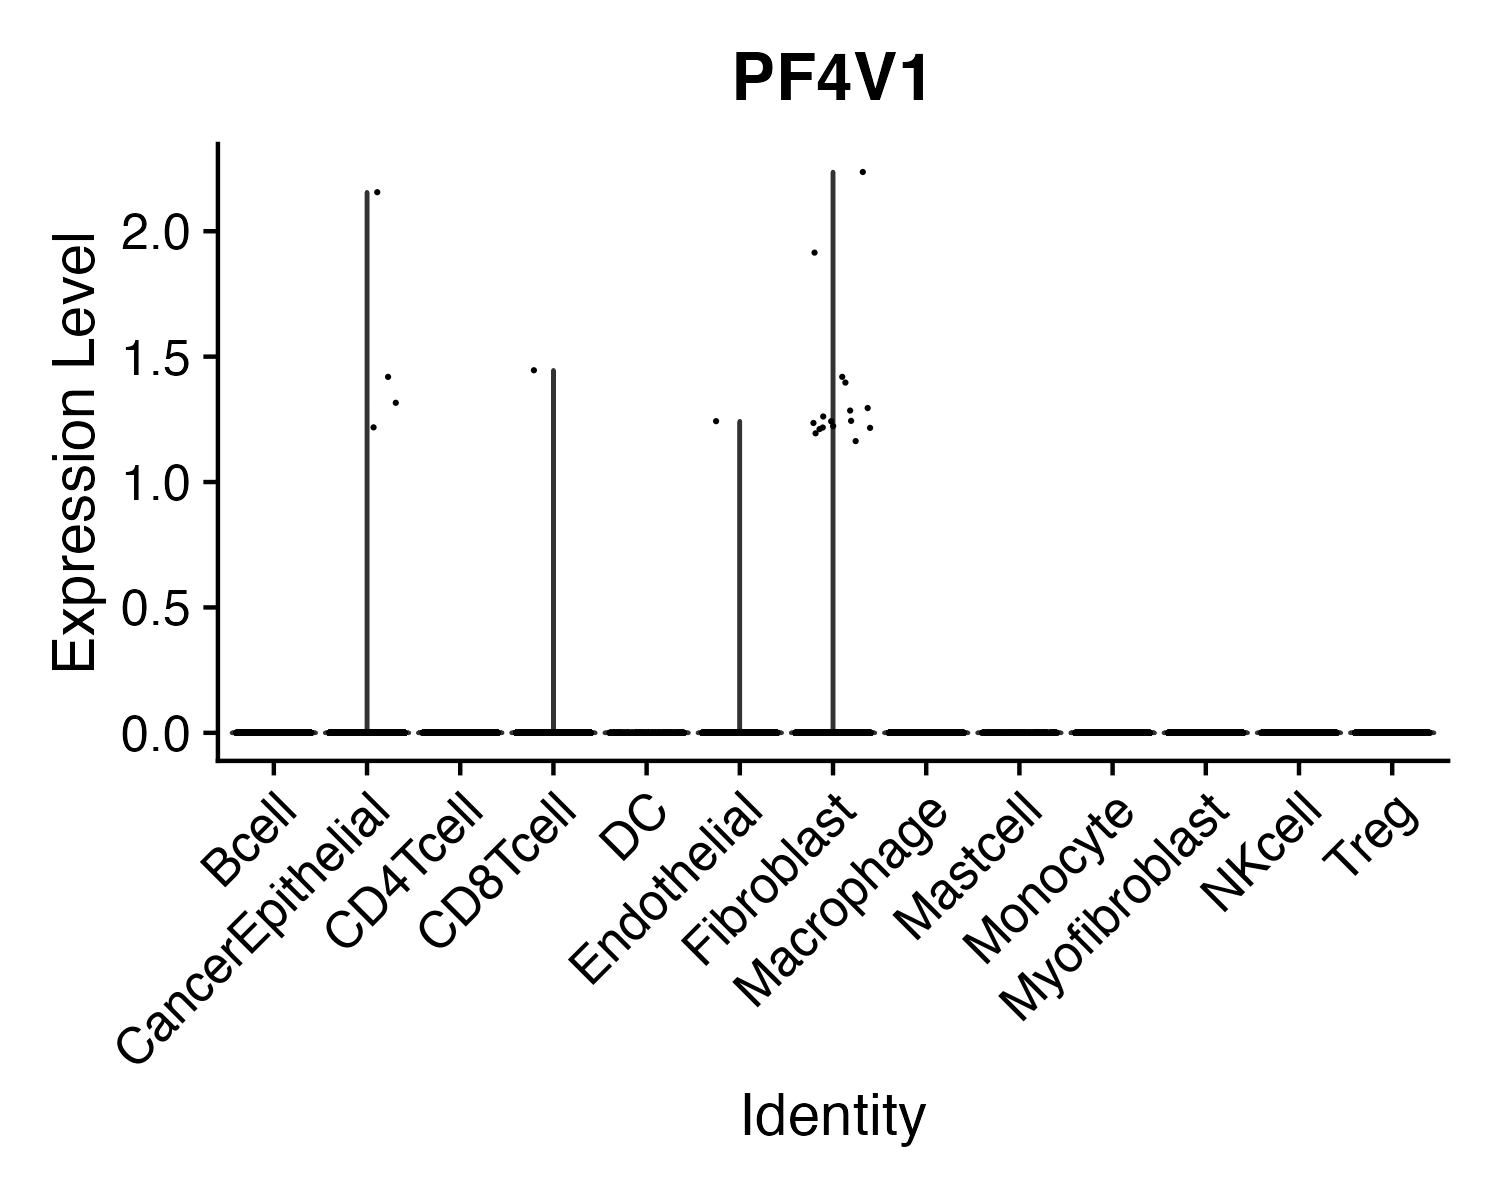 PF4V1
Expression Level
2.0
1.5
1.0
0.5
0.0
Bcell
CancerEpithelial
CD4Tcell
CD8Tcell
DC
Endothelial
Fibroblast
Macrophage
Mastcell
Monocyte
Myofibroblast
NKcell
Treg
Identity